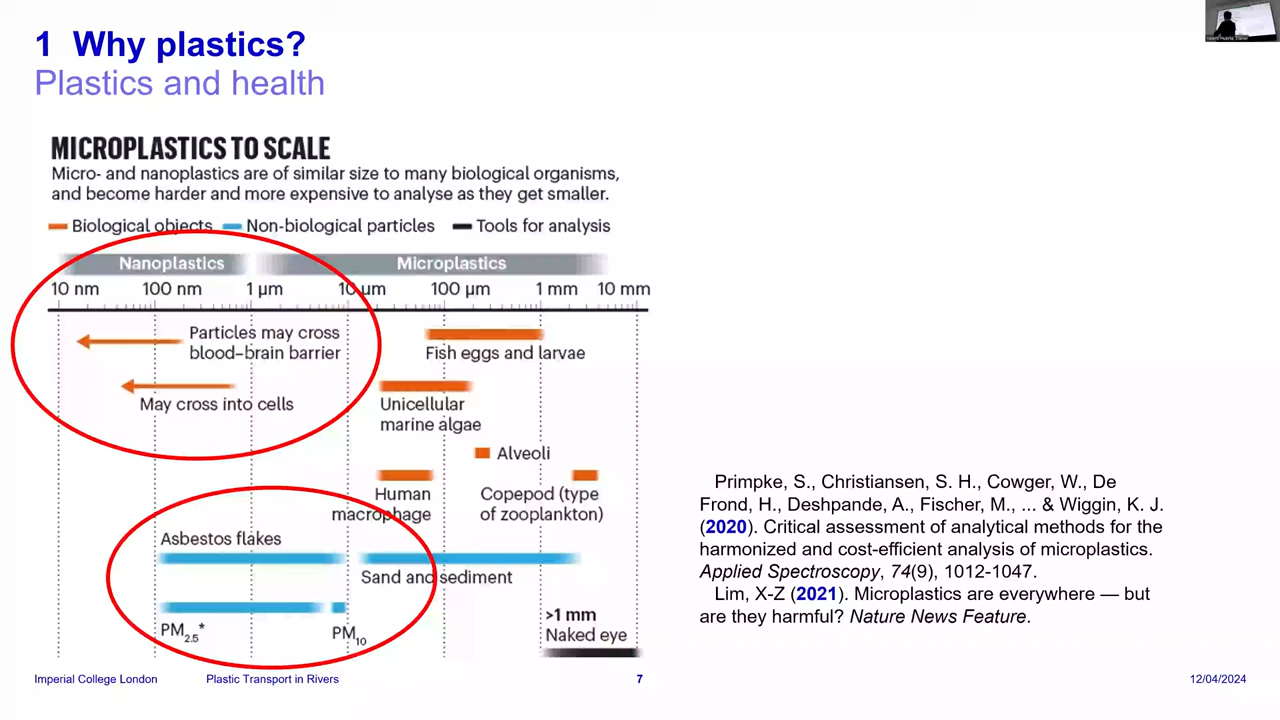 1 Why plastics?
Plastics and health
MICROPLASTICS TO SCALE
Micro- and nanoplastics are of similar size to many biological organisms,
and become harder and more expensive to analyse as they get smaller.
Biological objects Non-biological particles Tools for analysis
Nanoplastics Microplastics
10 nm 100 nm 1 µm 10 µm 100 µm 1 mm 10 mm
Particles may cross
blood–brain barrier
Fish eggs and larvae
May cross into cells
Unicellular
marine algae
Alveoli
Human
macrophage
Copepod (type
of zooplankton)
Asbestos flakes
Sand and sediment
PM2.5*
PM10
>1 mm
Naked eye
Primpke, S., Christiansen, S. H., Cowger, W., De
Frond, H., Deshpande, A., Fischer, M., ... & Wiggin, K. J.
(2020). Critical assessment of analytical methods for the
harmonized and cost-efficient analysis of microplastics.
Applied Spectroscopy, 74(9), 1012-1047.
Lim, X-Z (2021). Microplastics are everywhere — but
are they harmful? Nature News Feature.
Imperial College London Plastic Transport in Rivers 7 12/04/2024